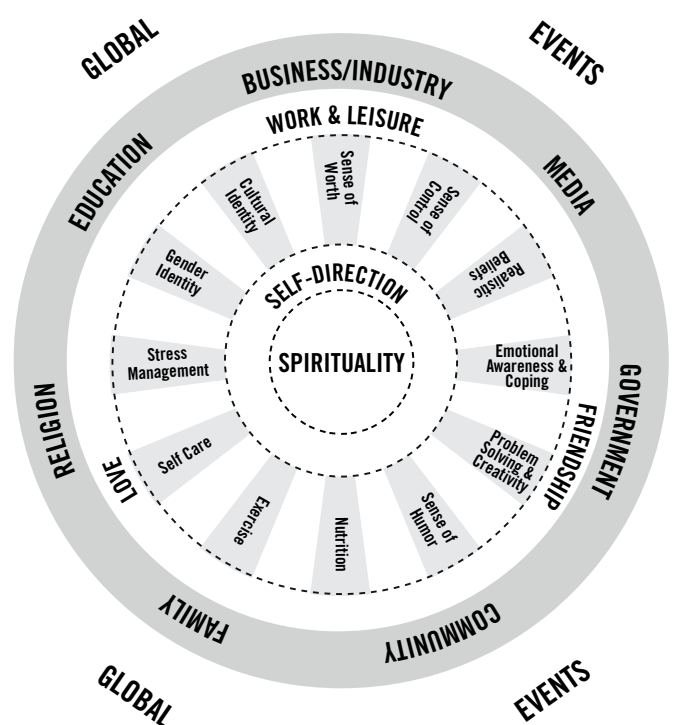 GLOBAL
EVENTS
BUSINESS/INDUSTRY
WORK & LEISURE
EDUCATION
MEDIA
Sense of
Worth
Sense of
Control
Cultural
Identity
Realistic
Beliefs
Gender
Identity
SELF-DIRECTION
SPIRITUALITY
Stress
Management
Emotional
Awareness &
Coping
GOVERNMENT
FRIENDSHIP
RELIGION
LOVE
Self Care
Problem
Solving &
Creativity
Exercise
Nutrition
Sense of
Humor
FAMILY
COMMUNITY
GLOBAL
EVENTS